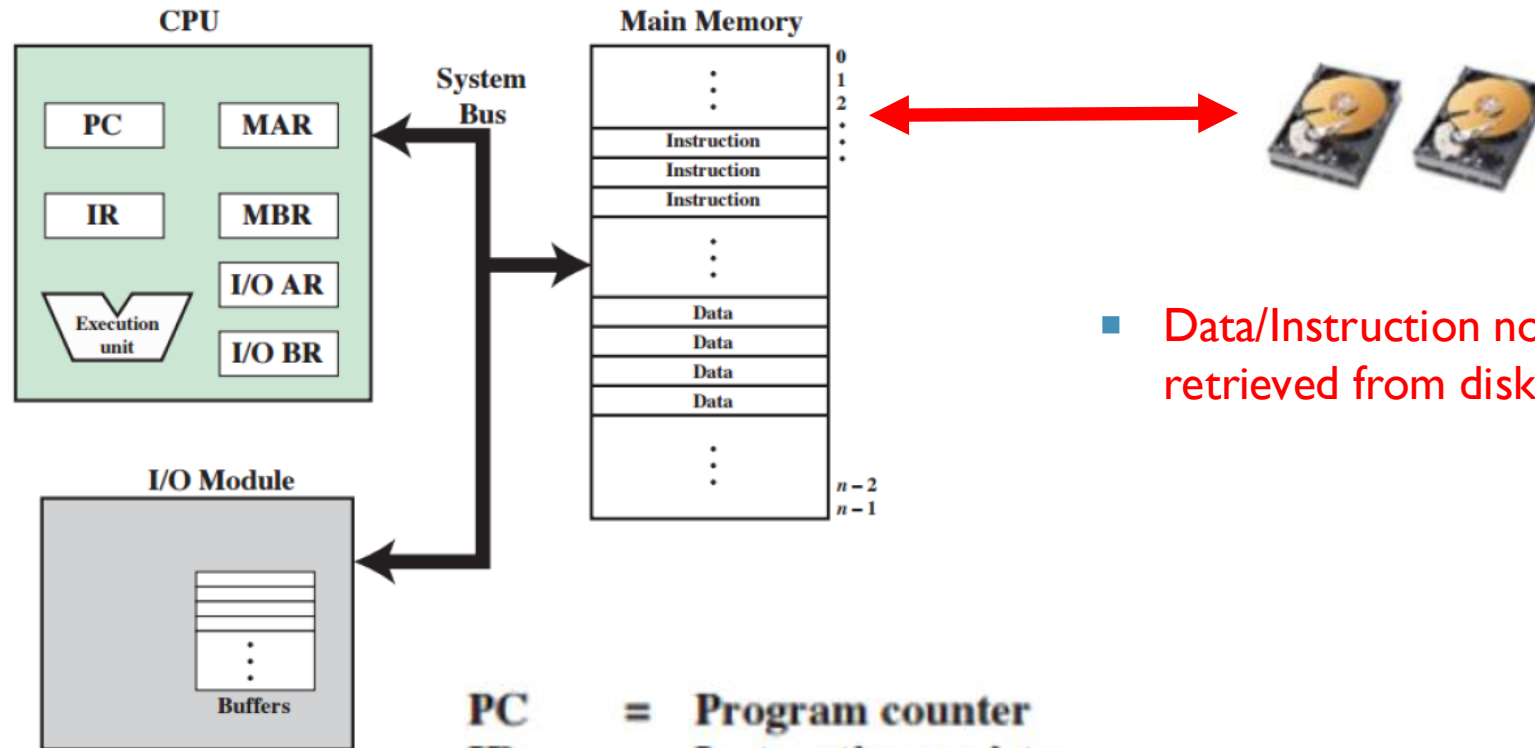 CPU
PC
MAR
IR
MBR
I/O AR
I/O BR
Execution
unit
System
Bus
Main Memory
0
1
2
Instruction
Instruction
Instruction
Data
Data
Data
Data
n – 2
n – 1
Data/Instruction
retrieved from disk
I/O Module
Buffers
PC = Program counter